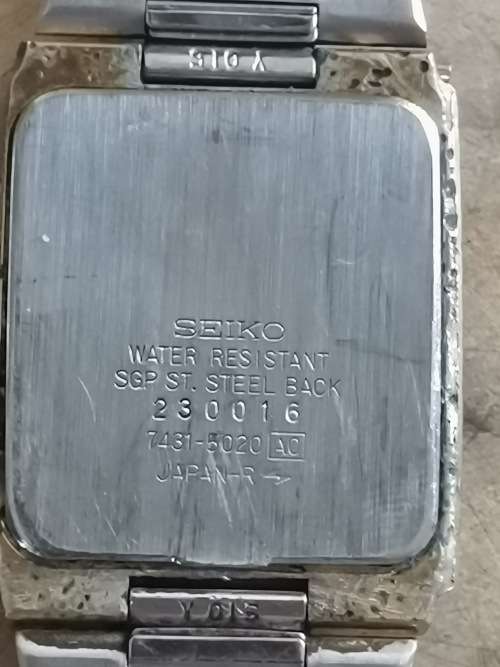 Y 015
SEIKO
WATER RESISTANT
SGP ST. STEEL BACK
230016
7431-5020 AC
JAPAN-R
Y 015